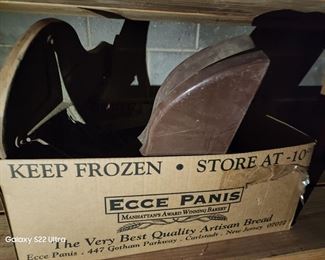 KEEP FROZEN • STORE AT -10°
ECCE PANIS
MANHATTAN'S AWARD WINNING BAKERY
The Very Best Quality Artisan Bread
Ecce Panis - 447 Gotham Parkway - Carlstadt - New Jersey 07072
Galaxy S22 Ultra